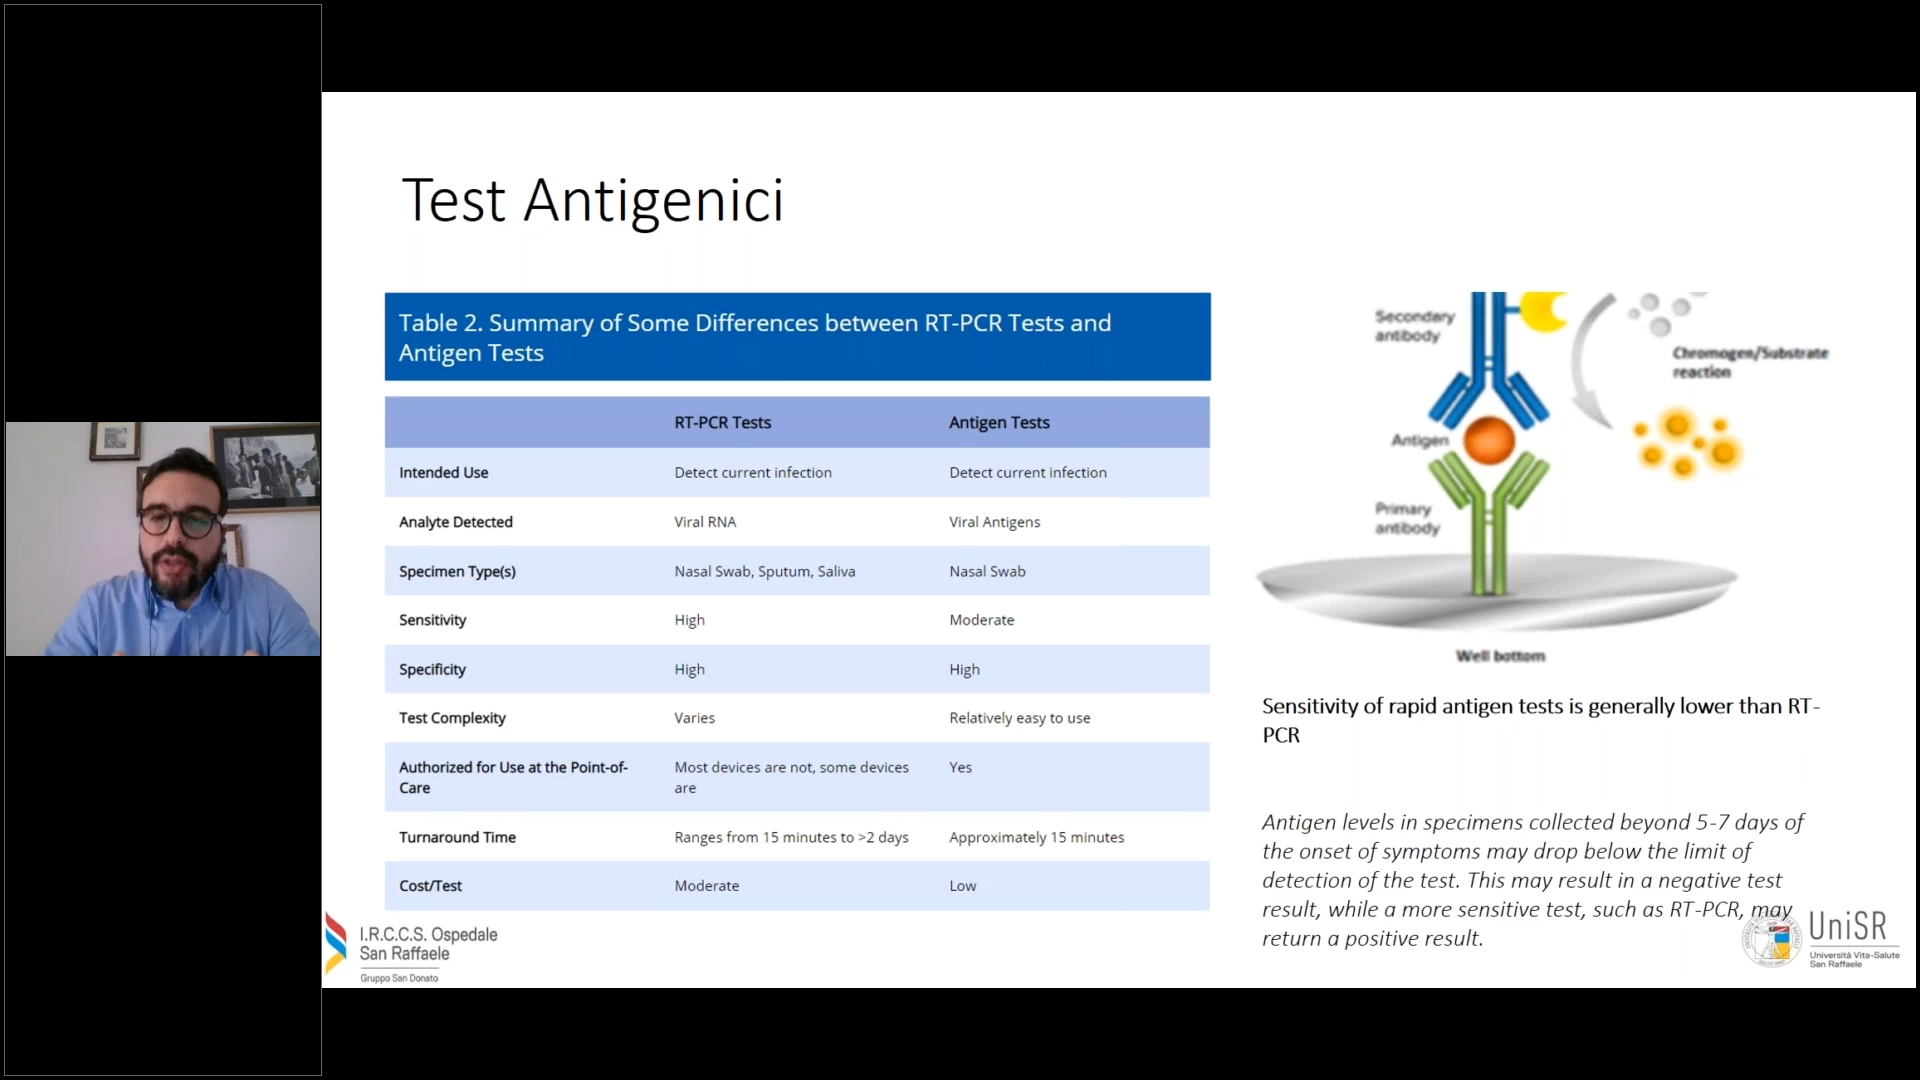 Test Antigenici
Table 2. Summary of Some Differences between RT-PCR Tests and
Antigen Tests
RT-PCR Tests Antigen Tests
Intended Use Detect current infection Detect current infection
Analyte Detected Viral RNA Viral Antigens
Specimen Type(s) Nasal Swab, Sputum, Saliva Nasal Swab
Sensitivity High Moderate
Specificity High High
Test Complexity Varies Relatively easy to use
Authorized for Use at the Point-of- Most devices are not, some devices Yes
Care are
Turnaround Time Ranges from 15 minutes to >2 days Approximately 15 minutes
Cost/Test Moderate Low
Secondary
antibody
Chromogen/Substrate
reaction
Antigen
Primary
antibody
Well bottom
Sensitivity of rapid antigen tests is generally lower than RT-
PCR
Antigen levels in specimens collected beyond 5-7 days of
the onset of symptoms may drop below the limit of
detection of the test. This may result in a negative test
result, while a more sensitive test, such as RT-PCR, may
return a positive result.
I.R.C.C.S. Ospedale
San Raffaele
Gruppo San Donato
UniSR
Università Vita-Salute
San Raffaele